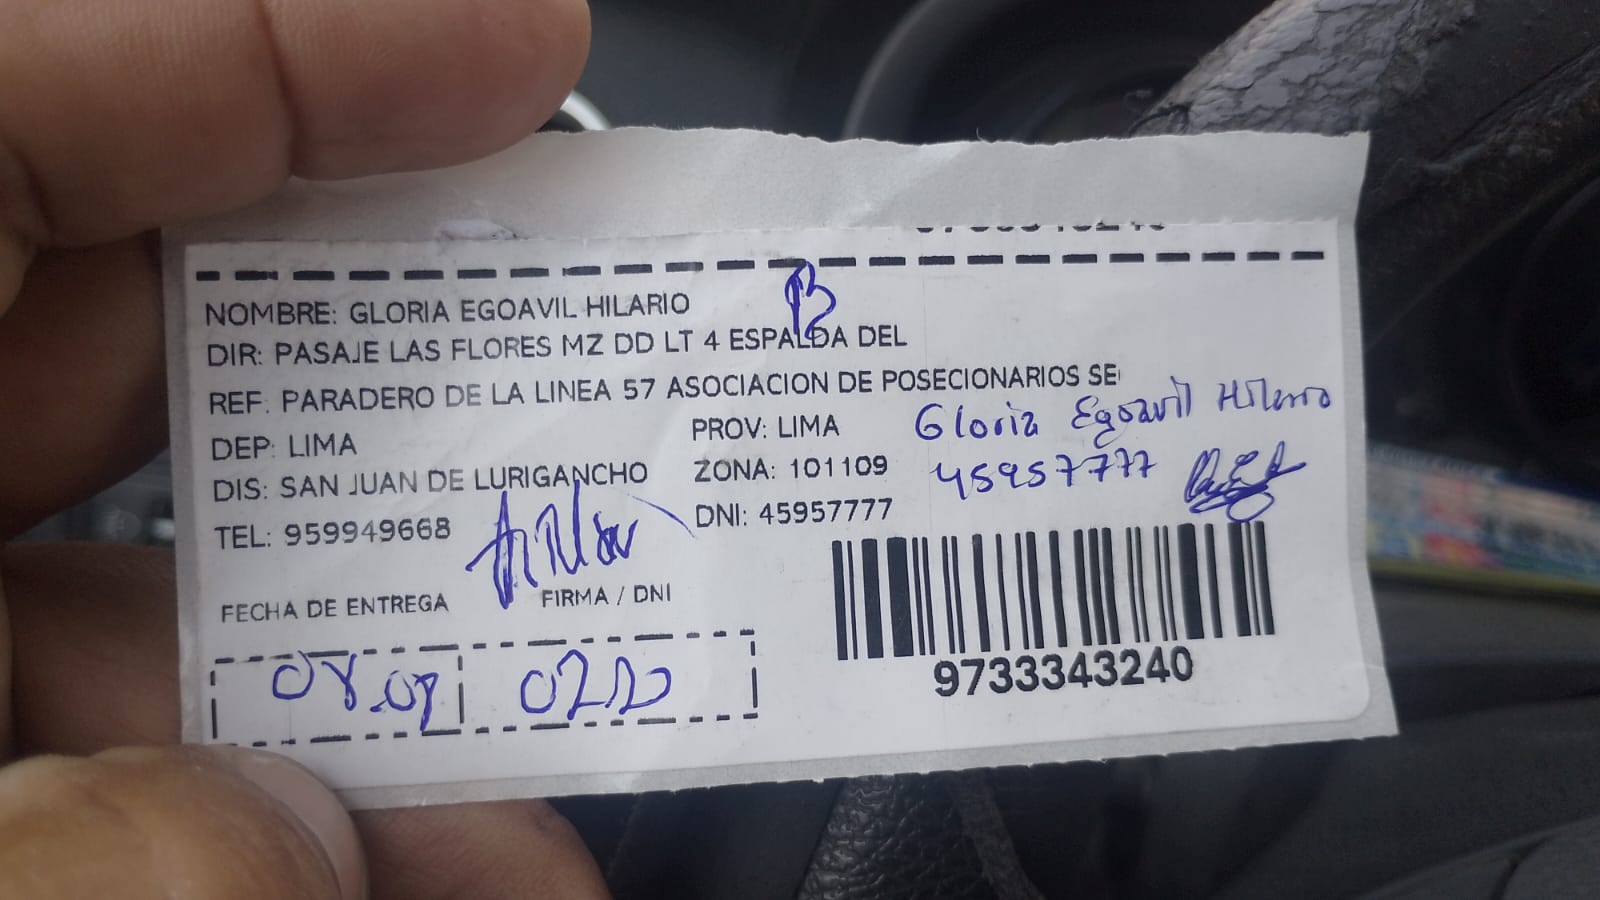 NOMBRE: GLORIA EGOAVIL HILARIO
DIR: PASAJE LAS FLORES MZ DD LT 4 ESPALDA DEL
REF: PARADERO DE LA LINEA 57 ASOCIACION DE POSECIONARIOS SE
DEP: LIMA
PROV: LIMA
Gloria Egoavil Hilario
DIS: SAN JUAN DE LURIGANCHO
ZONA: 101109
45957777
TEL: 959949668
DNI: 45957777
FECHA DE ENTREGA
FIRMA / DNI
9733343240